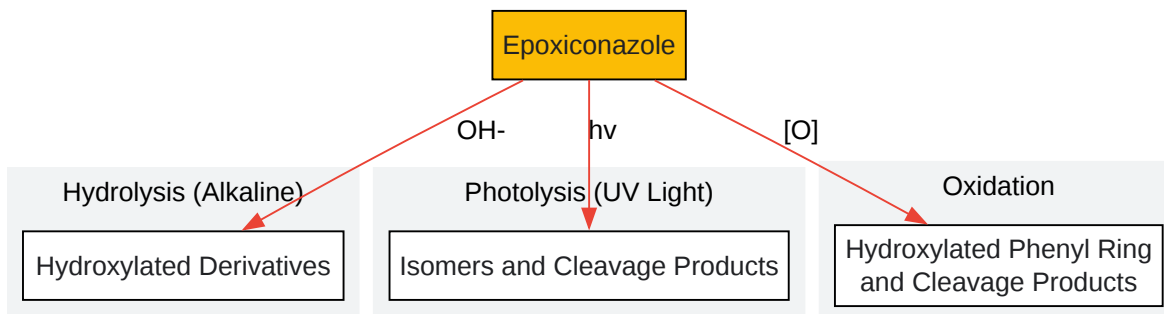 Epoxiconazole
OH-
hv
[O]
Hydrolysis (Alkaline)
Photolysis (UV Light)
Oxidation
Hydroxylated Derivatives
Isomers and Cleavage Products
Hydroxylated Phenyl Ring
and Cleavage Products